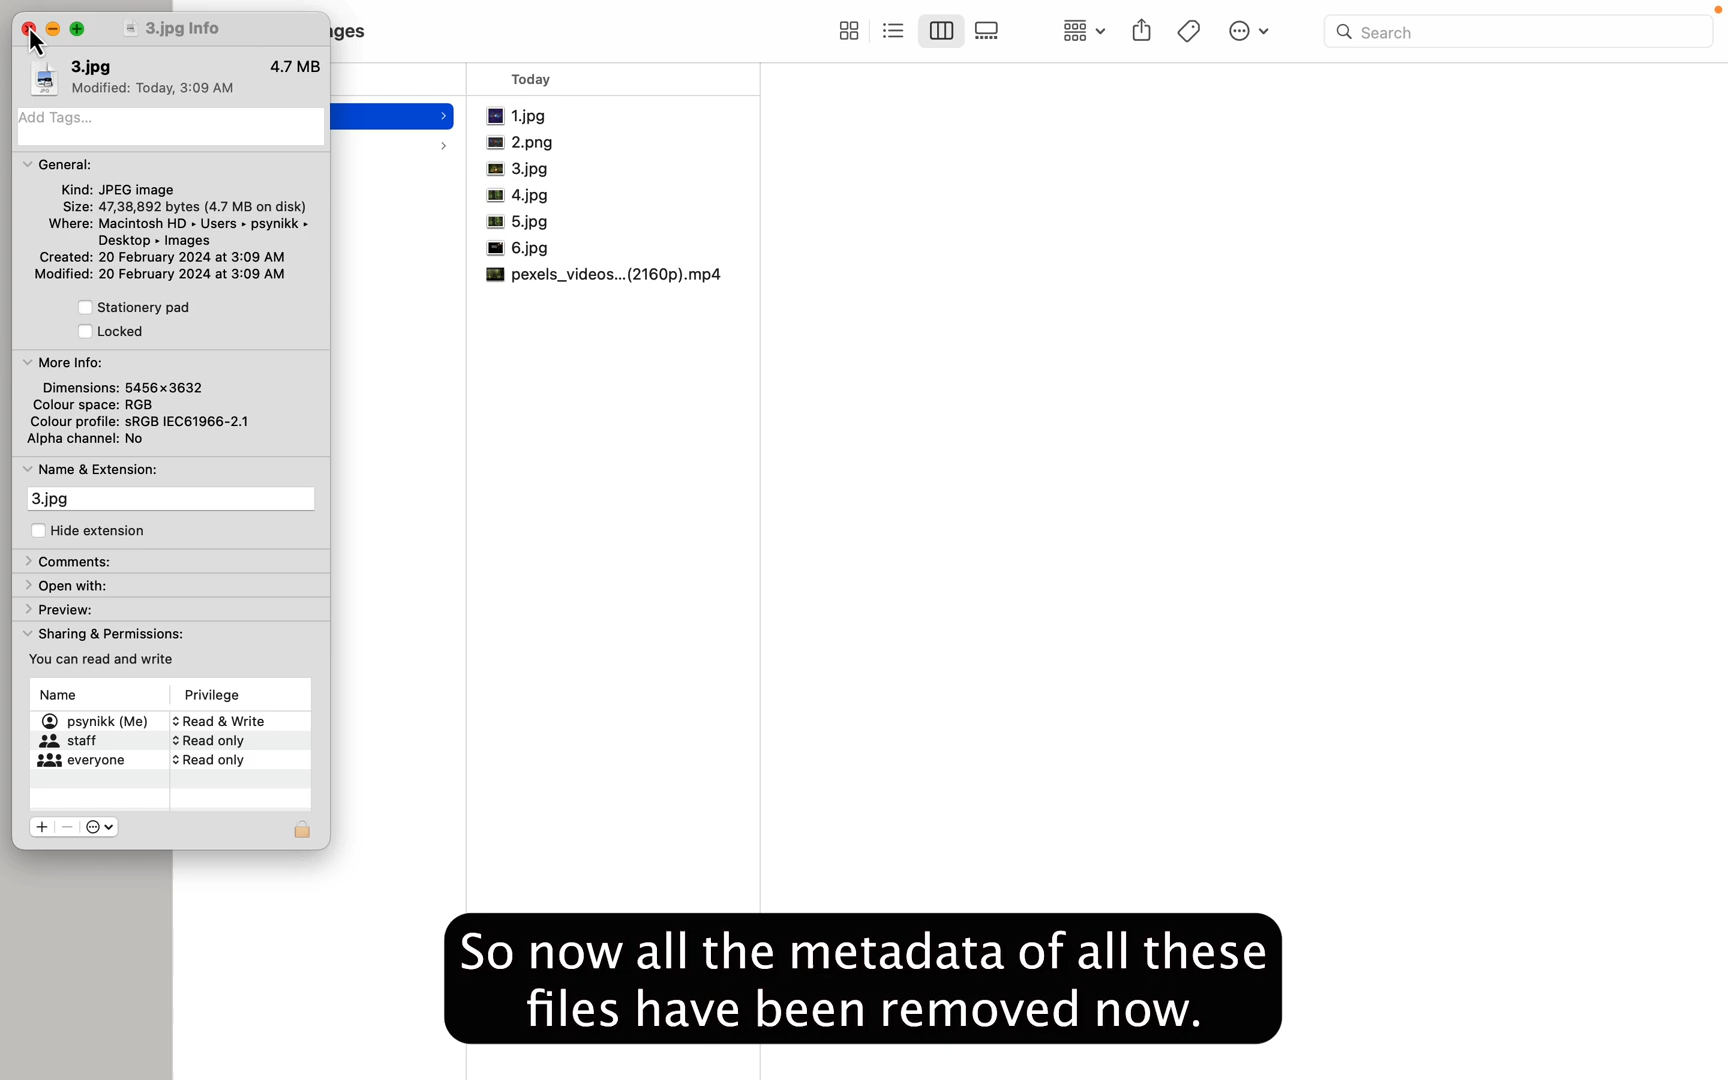 3.jpg Info
ges
Search
3.jpg
4.7 MB
Modified: Today, 3:09 AM
Add Tags...
General:
Kind: JPEG image
Size: 47,38,892 bytes (4.7 MB on disk)
Where: Macintosh HD ▸ Users ▸ psynikk ▸
Desktop ▸ Images
Created: 20 February 2024 at 3:09 AM
Modified: 20 February 2024 at 3:09 AM
Stationery pad
Locked
More Info:
Dimensions: 5456×3632
Colour space: RGB
Colour profile: sRGB IEC61966-2.1
Alpha channel: No
Name & Extension:
3.jpg
Hide extension
Comments:
Open with:
Preview:
Sharing & Permissions:
You can read and write
Name Privilege
psynikk (Me) Read & Write
staff Read only
everyone Read only
Today
1.jpg
2.png
3.jpg
4.jpg
5.jpg
6.jpg
pexels_videos...(2160p).mp4
So now all the metadata of all these
files have been removed now.